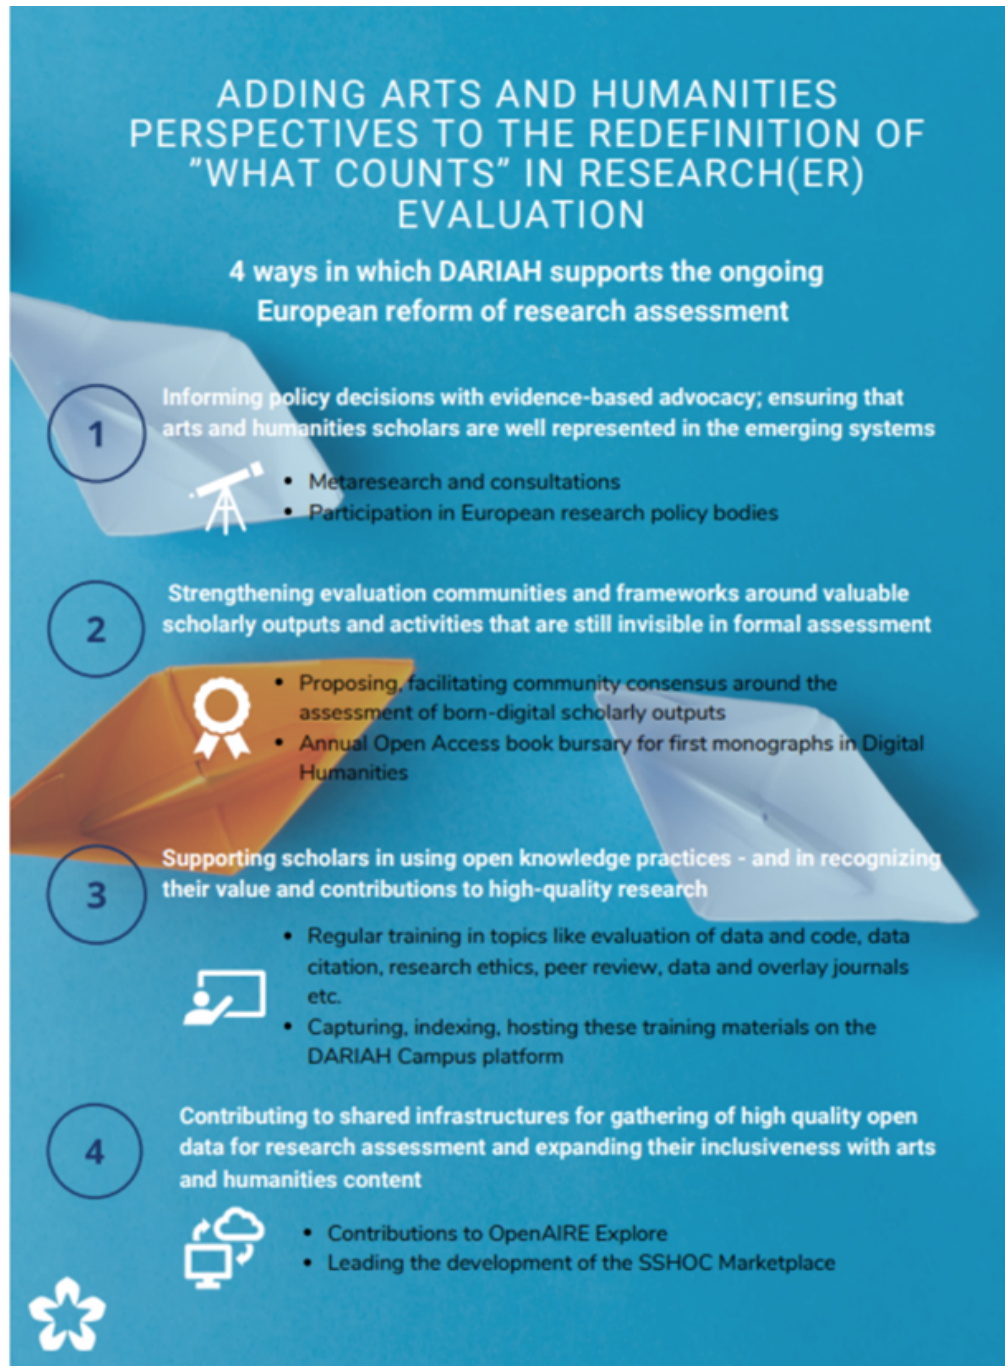 ADDING ARTS AND HUMANITIES
PERSPECTIVES TO THE REDEFINITION OF
"WHAT COUNTS" IN RESEARCH(ER)
EVALUATION
4 ways in which DARIAH supports the ongoing
European reform of research assessment
1
Informing policy decisions with evidence-based advocacy; ensuring that
arts and humanities scholars are well represented in the emerging systems
• Metaresearch and consultations
• Participation in European research policy bodies
2
Strengthening evaluation communities and frameworks around valuable
scholarly outputs and activities that are still invisible in formal assessment
• Proposing, facilitating community consensus around the
assessment of born-digital scholarly outputs
• Annual Open Access book bursary for first monographs in Digital
Humanities
3
Supporting scholars in using open knowledge practices - and in recognizing
their value and contributions to high-quality research
• Regular training in topics like evaluation of data and code, data
citation, research ethics, peer review, data and overlay journals
etc.
• Capturing, indexing, hosting these training materials on the
DARIAH Campus platform
4
Contributing to shared infrastructures for gathering of high quality open
data for research assessment and expanding their inclusiveness with arts
and humanities content
• Contributions to OpenAIRE Explore
• Leading the development of the SSHOC Marketplace